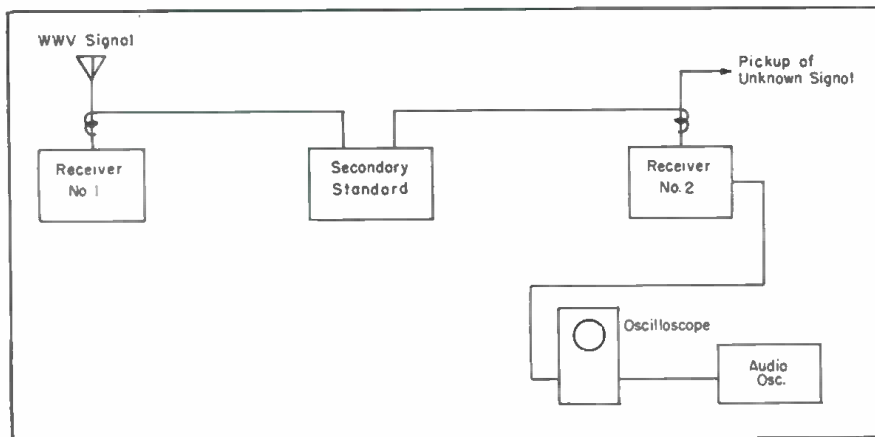 WWV Signal
Pickup of
Unknown Signal
Receiver
No. 1
Secondary
Standard
Receiver
No. 2
Oscilloscope
Audio
Osc.